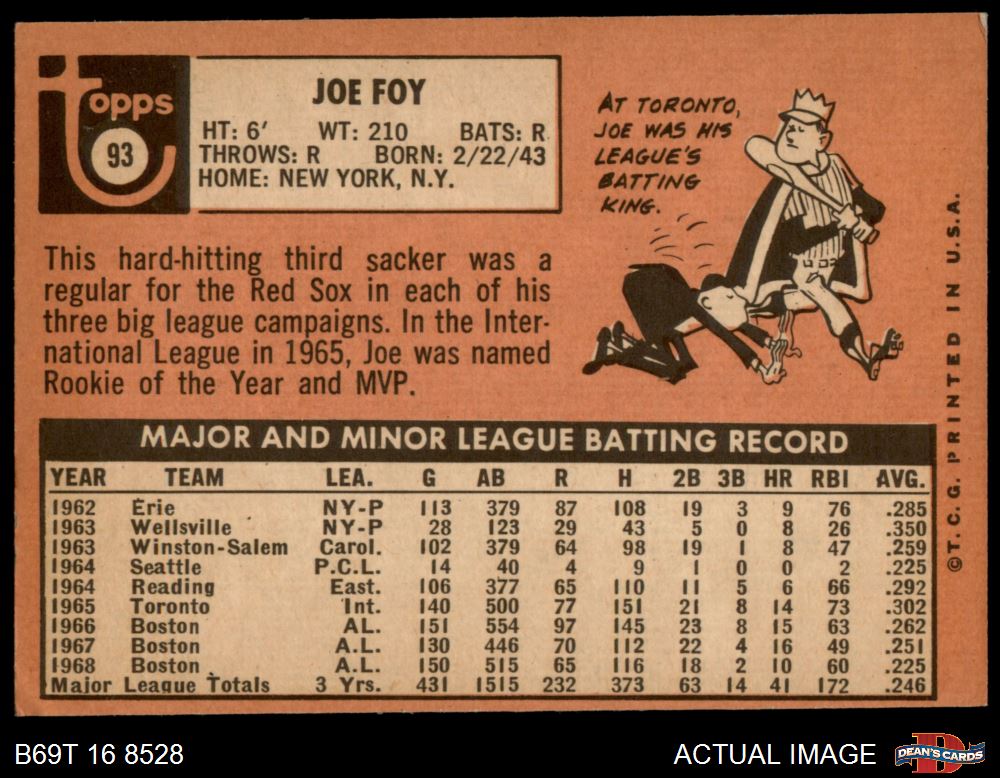 topps
93
JOE FOY
HT: 6' WT: 210 BATS: R
THROWS: R BORN: 2/22/43
HOME: NEW YORK, N.Y.
AT TORONTO,
JOE WAS HIS
LEAGUE'S
BATTING
KING.
This hard-hitting third sacker was a
regular for the Red Sox in each of his
three big league campaigns. In the Inter-
national League in 1965, Joe was named
Rookie of the Year and MVP.
MAJOR AND MINOR LEAGUE BATTING RECORD
YEAR TEAM LEA. G AB R H 2B 3B HR RBI AVG.
1962 Erie NY-P 113 379 87 108 19 3 9 76 .285
1963 Wellsville NY-P 28 123 29 43 5 0 8 26 .350
1963 Winston-Salem Carol. 102 379 64 98 19 1 8 47 .259
1964 Seattle P.C.L. 14 40 4 9 1 0 0 2 .225
1964 Reading East. 106 377 65 110 11 5 6 66 .292
1965 Toronto Int. 140 500 77 151 21 8 14 73 .302
1966 Boston AL. 151 554 97 145 23 8 15 63 .262
1967 Boston A.L. 130 446 70 112 22 4 16 49 .251
1968 Boston A.L. 150 515 65 116 18 2 10 60 .225
Major League Totals 3 Yrs. 431 1515 232 373 63 14 41 172 .246
©T.C.G. PRINTED IN U.S.A.
B69T 16 8528
ACTUAL IMAGE
DEAN'S CARDS